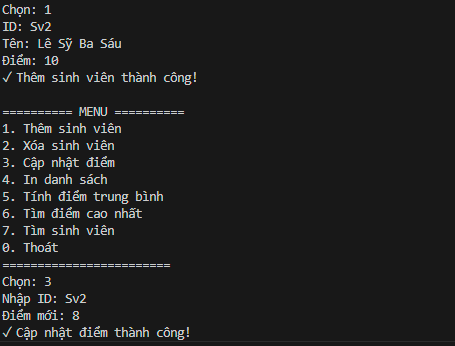 Chọn: 1
ID: Sv2
Tên: Lê Sỹ Ba Sáu
Điểm: 10
✓ Thêm sinh viên thành công!
========== MENU ==========
1. Thêm sinh viên
2. Xóa sinh viên
3. Cập nhật điểm
4. In danh sách
5. Tính điểm trung bình
6. Tìm điểm cao nhất
7. Tìm sinh viên
0. Thoát
========================
Chọn: 3
Nhập ID: Sv2
Điểm mới: 8
✓ Cập nhật điểm thành công!